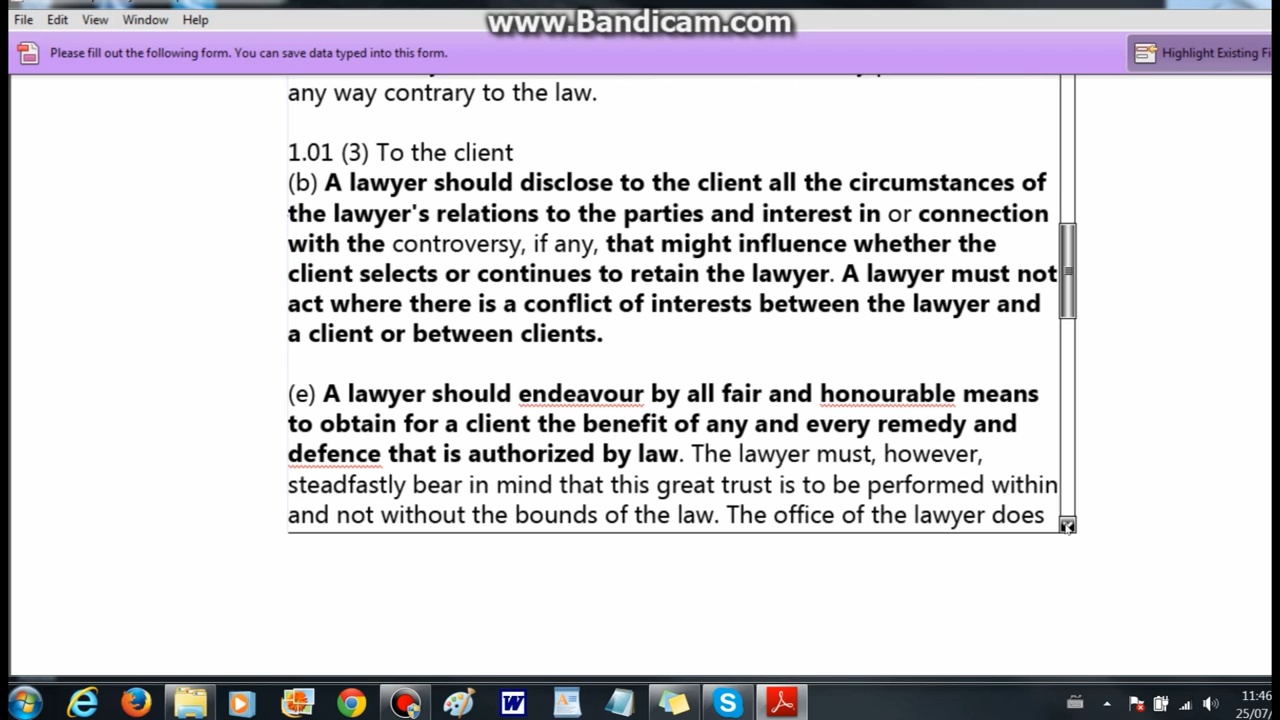 www.Bandicam.com
File Edit View Window Help
Please fill out the following form. You can save data typed into this form.
Highlight Existing Fi
any way contrary to the law.
1.01 (3) To the client
(b) A lawyer should disclose to the client all the circumstances of
the lawyer's relations to the parties and interest in or connection
with the controversy, if any, that might influence whether the
client selects or continues to retain the lawyer. A lawyer must not
act where there is a conflict of interests between the lawyer and
a client or between clients.
(e) A lawyer should endeavour by all fair and honourable means
to obtain for a client the benefit of any and every remedy and
defence that is authorized by law. The lawyer must, however,
steadfastly bear in mind that this great trust is to be performed within
and not without the bounds of the law. The office of the lawyer does
11:46
25/07/